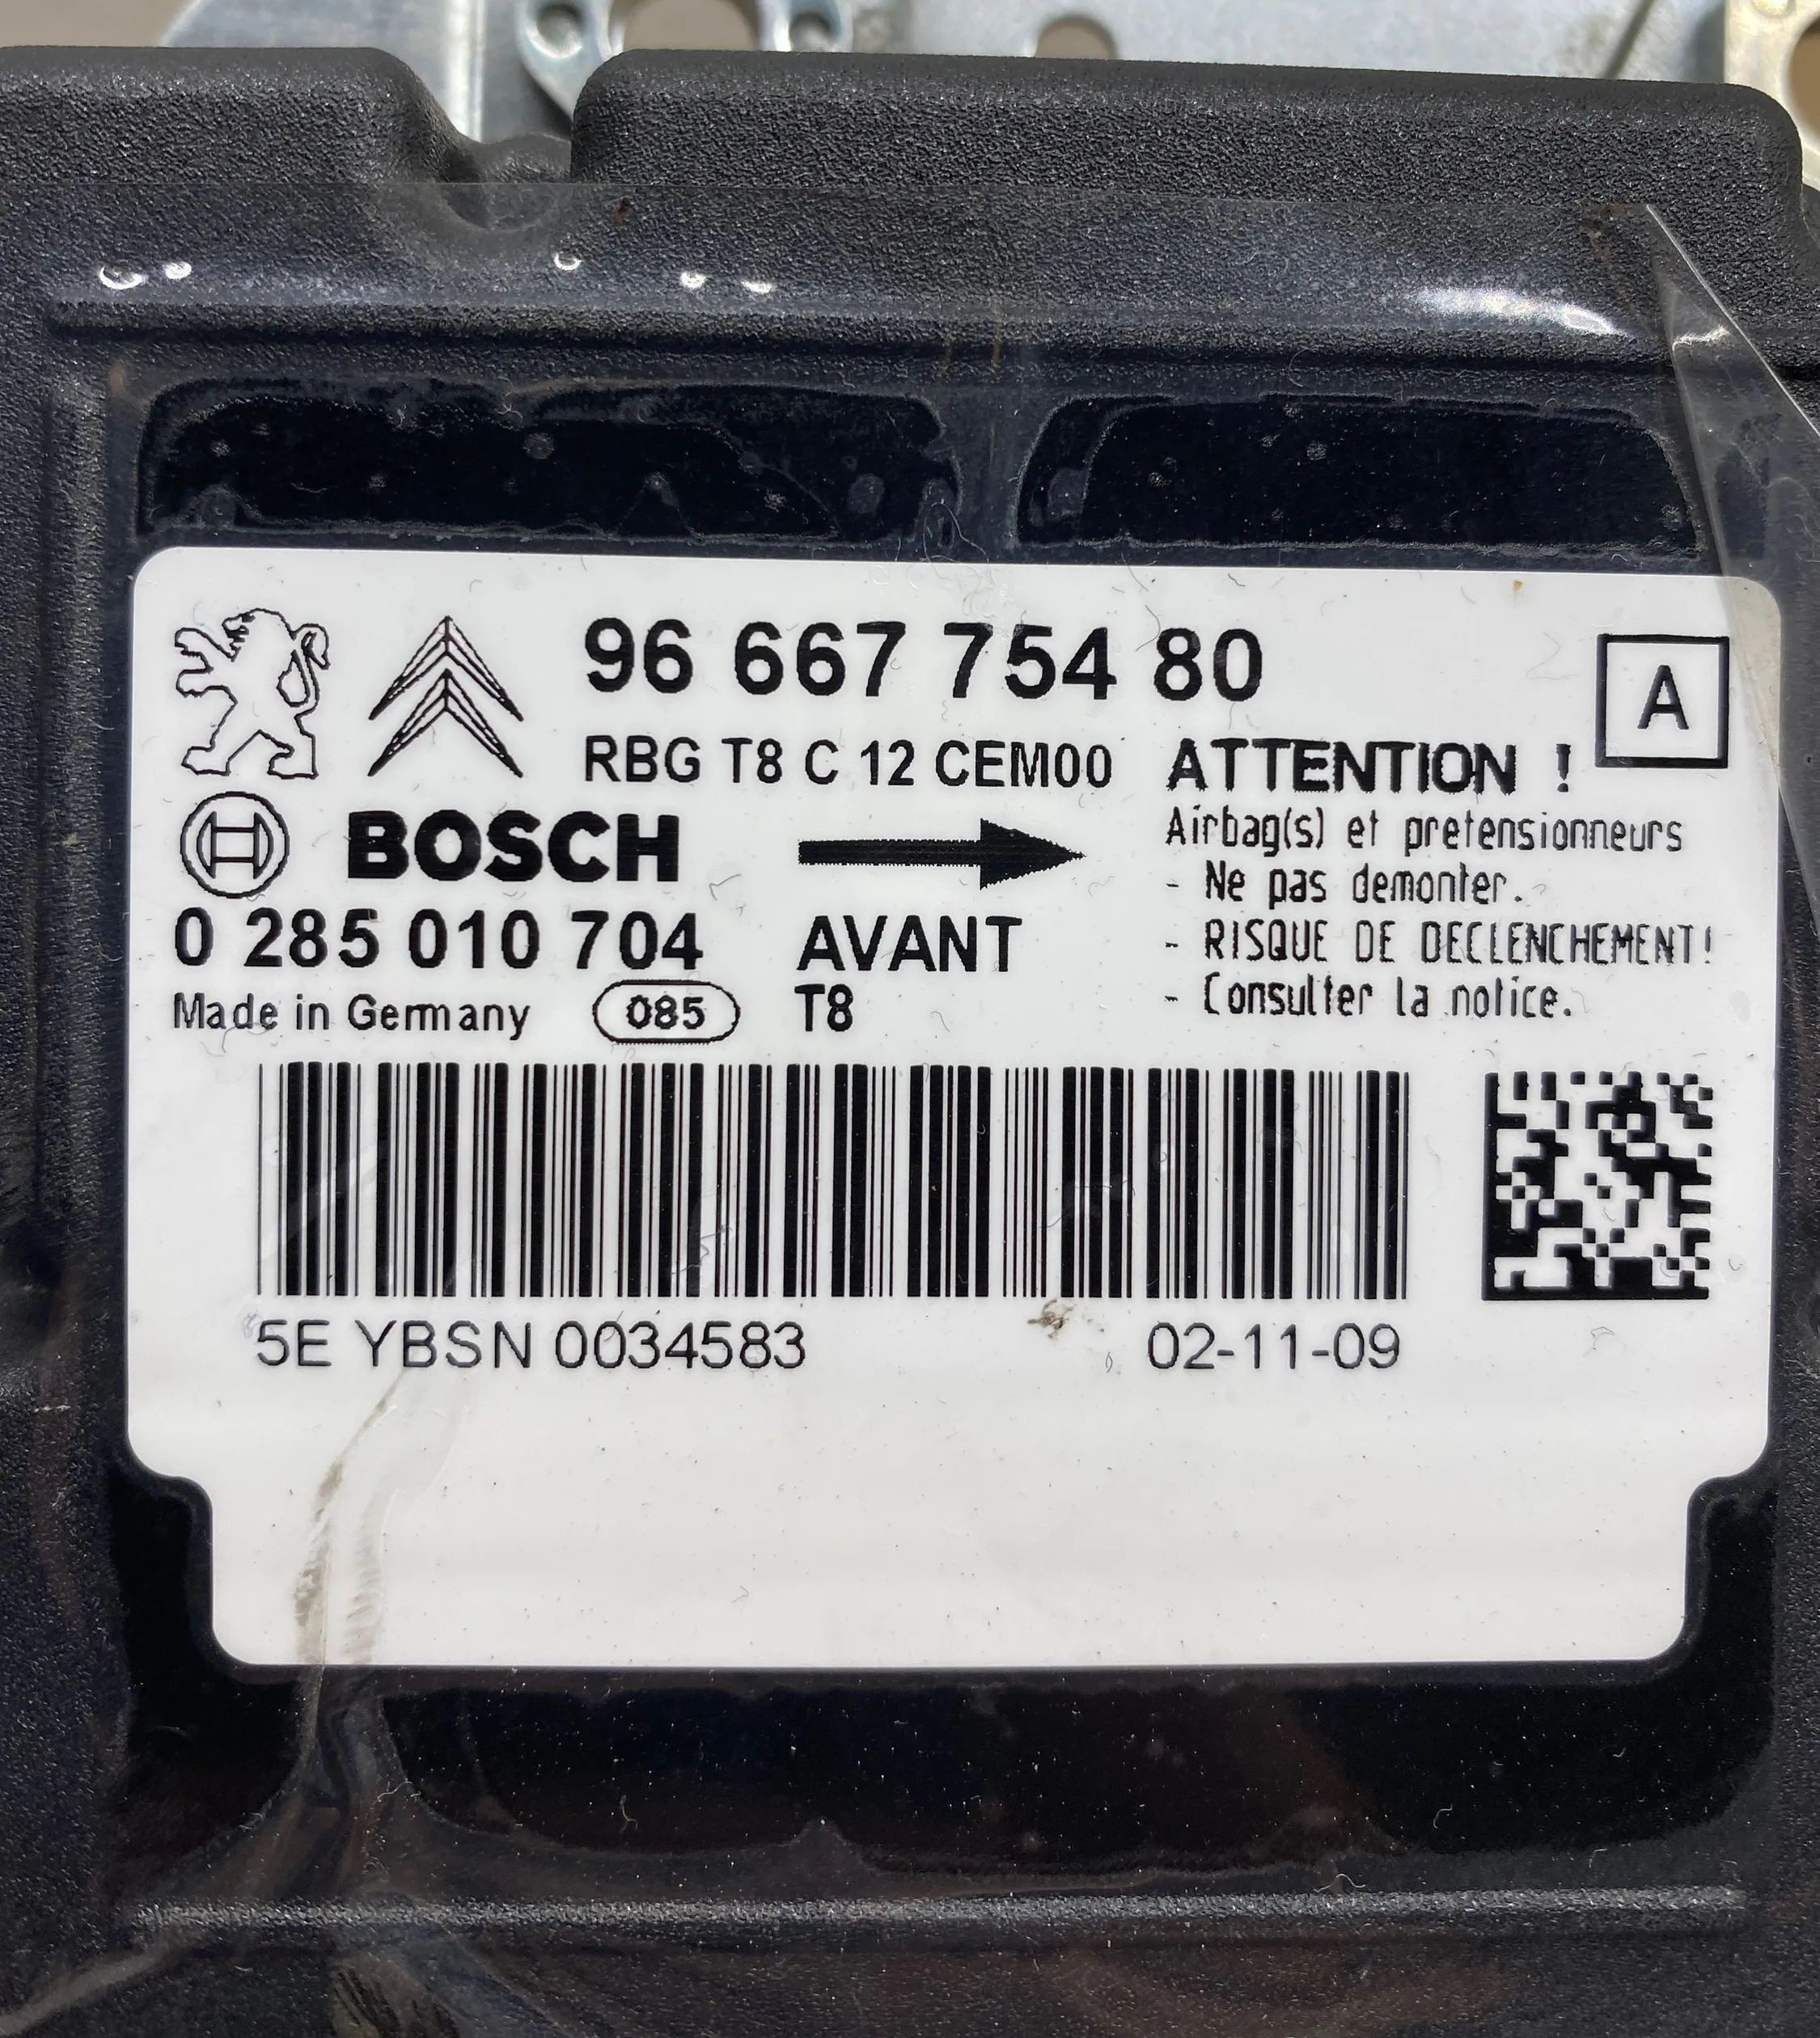 96 667 754 80
A
RBG T8 C 12 CEM00
ATTENTION !
BOSCH
Airbag(s) et pretensionneurs
- Ne pas demonter.
0 285 010 704
AVANT
- RISQUE DE DECLENCHEMENT!
Made in Germany
085
T8
- Consulter la notice.
5E YBSN 0034583
02-11-09